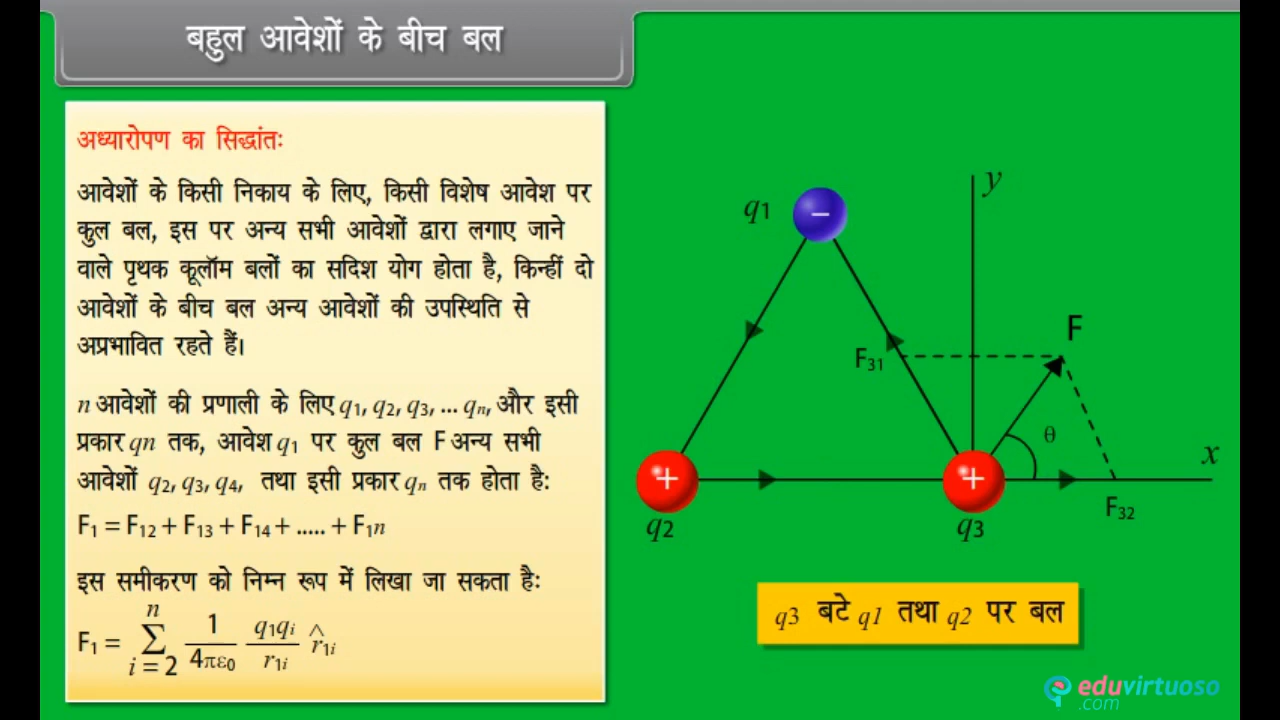 बहुल आवेशों के बीच बल
अध्यारोपण का सिद्धांतः
आवेशों के किसी निकाय के लिए, किसी विशेष आवेश पर
कुल बल, इस पर अन्य सभी आवेशों द्वारा लगाए जाने
वाले पृथक कूलॉम बलों का सदिश योग होता है, किन्हीं दो
आवेशों के बीच बल अन्य आवेशों की उपस्थिति से
अप्रभावित रहते हैं।
n आवेशों की प्रणाली के लिए q₁, q₂, q₃, ... qₙ, और इसी
प्रकार qn तक, आवेश q₁ पर कुल बल F अन्य सभी
आवेशों q₂, q₃, q₄, तथा इसी प्रकार qₙ तक होता है:
F₁ = F₁₂ + F₁₃ + F₁₄ + ..... + F₁n
इस समीकरण को निम्न रूप में लिखा जा सकता हैः
F₁ = n∑i=2 1/4πε₀ q₁qᵢ/r₁ᵢ r̂₁ᵢ
q1
−
y
F
F₃₁
θ
+
+
x
q2
q3
F₃₂
q3 बटे q1 तथा q2 पर बल
eduvirtuoso
.com